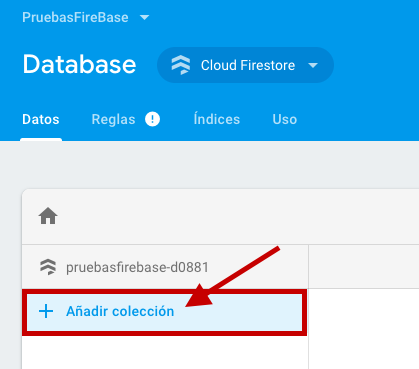 PruebasFireBase
Database Cloud Firestore
Datos Reglas Índices Uso
pruebasfirebase-d0881
+ Añadir colección